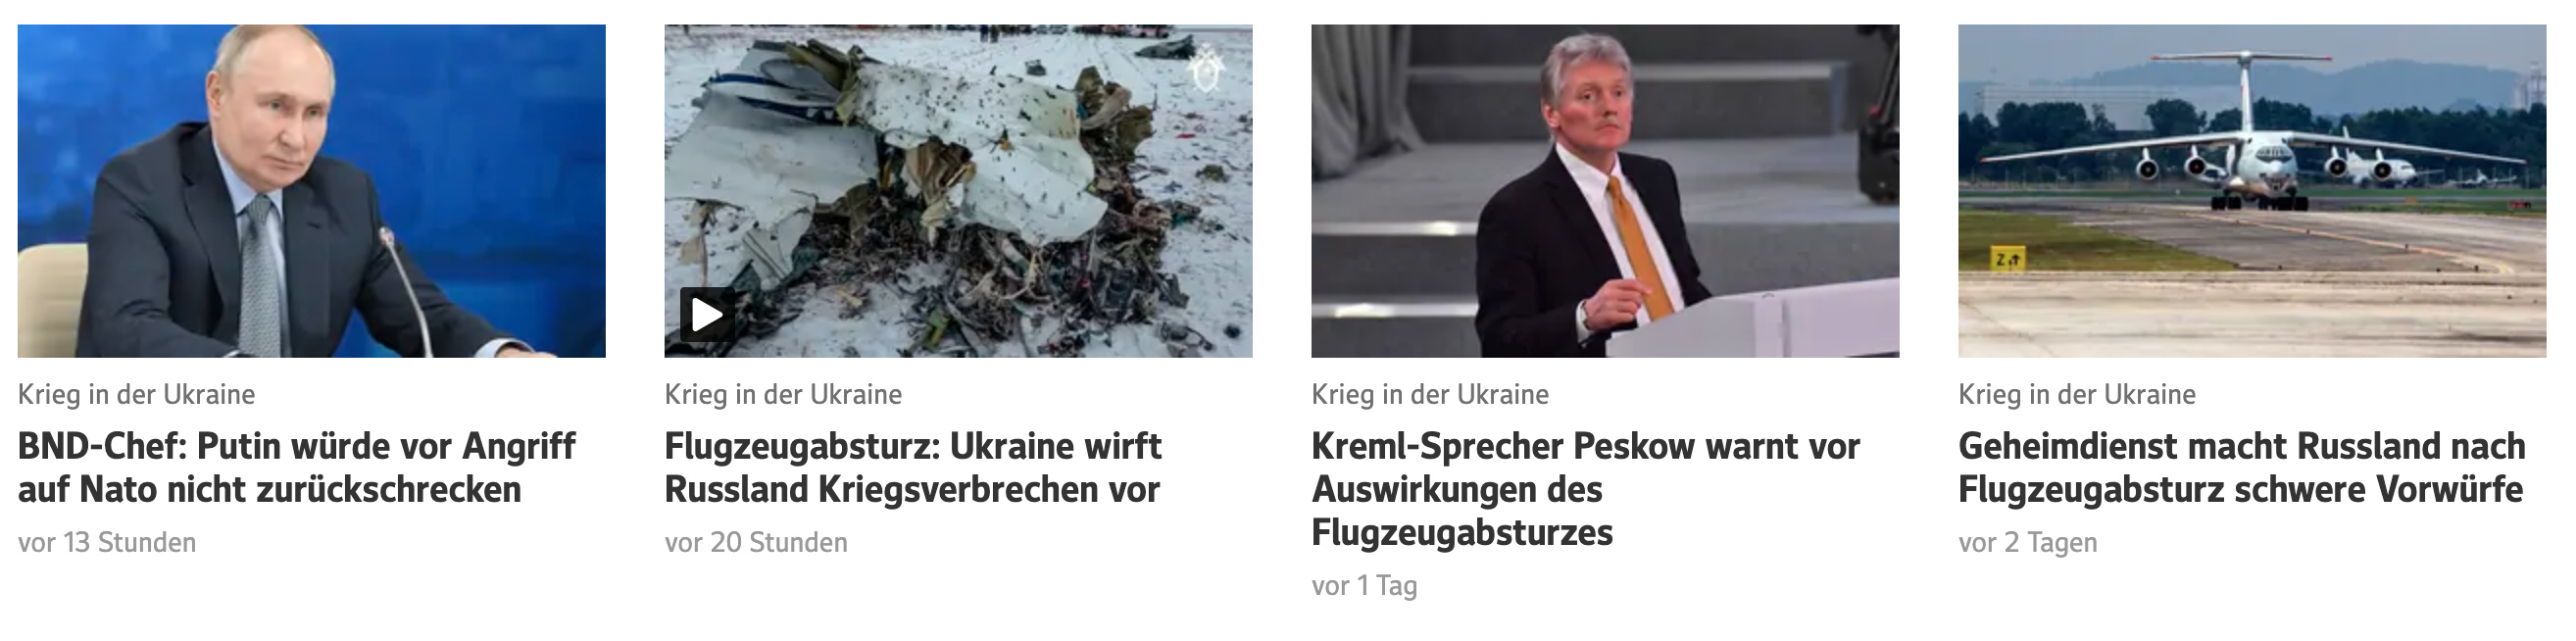 Z
Krieg in der Ukraine
BND-Chef: Putin würde vor Angriff
auf Nato nicht zurückschrecken
vor 13 Stunden
Krieg in der Ukraine
Flugzeugabsturz: Ukraine wirft
Russland Kriegsverbrechen vor
vor 20 Stunden
Krieg in der Ukraine
Kreml-Sprecher Peskow warnt vor
Auswirkungen des
Flugzeugabsturzes
vor 1 Tag
Krieg in der Ukraine
Geheimdienst macht Russland nach
Flugzeugabsturz schwere Vorwürfe
vor 2 Tagen